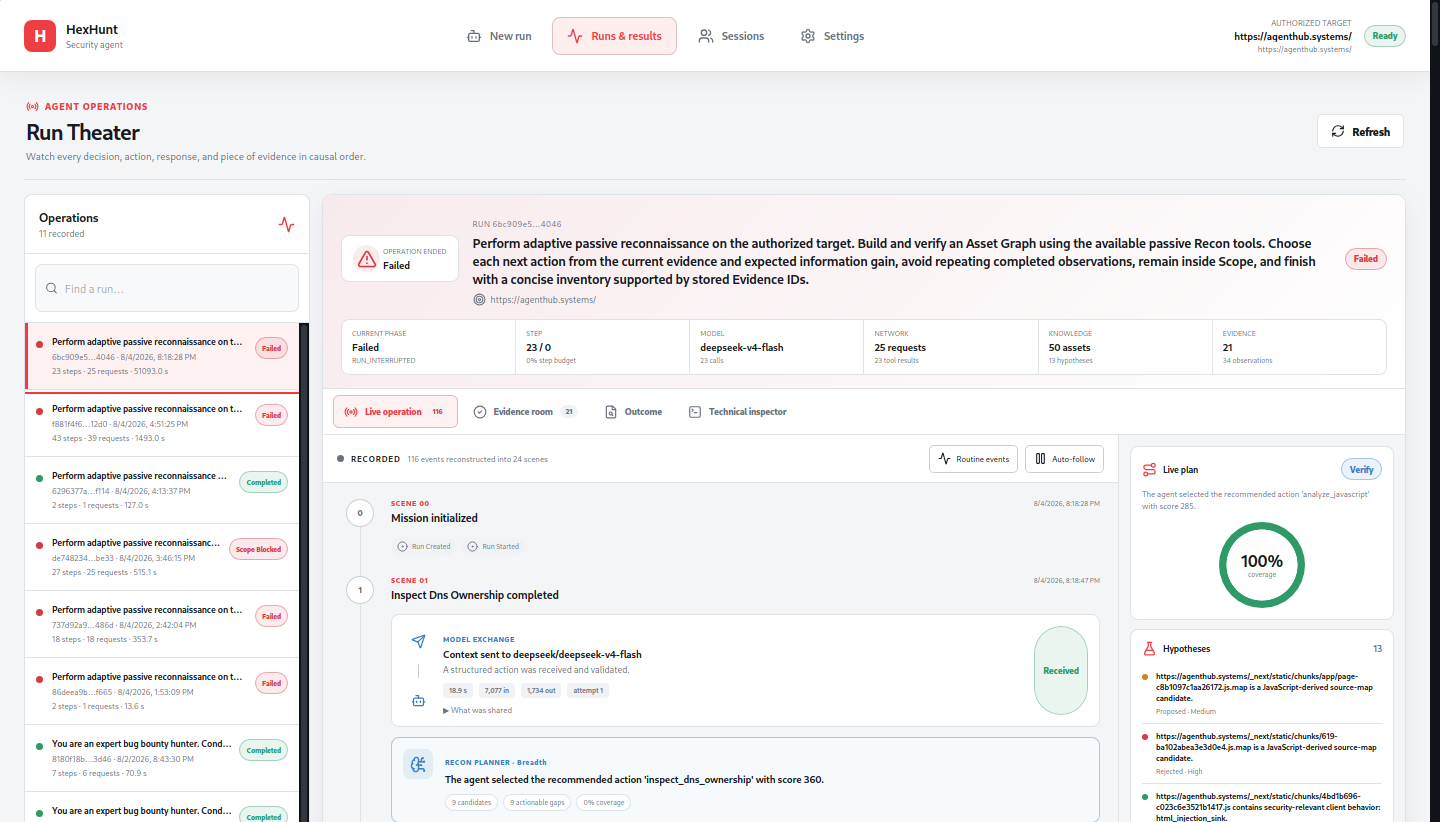 H
HexHunt
Security agent
New run
Runs & results
Sessions
Settings
AUTHORIZED TARGET
https://agenthub.systems/
https://agenthub.systems/
Ready
AGENT OPERATIONS
Run Theater
Watch every decision, action, response, and piece of evidence in causal order.
Refresh
Operations
11 recorded
Find a run...
Perform adaptive passive reconnaissance on t...
6bc909e5...4046 · 8/4/2026, 8:18:28 PM
23 steps · 25 requests · 51093.0 s
Failed
Perform adaptive passive reconnaissance on t...
f881f4f6...12d0 · 8/4/2026, 4:51:25 PM
43 steps · 39 requests · 1493.0 s
Failed
Perform adaptive passive reconnaissance ...
6296377a...f114 · 8/4/2026, 4:13:37 PM
2 steps · 1 requests · 127.0 s
Completed
Perform adaptive passive reconnaissanc...
de748234...be33 · 8/4/2026, 3:46:15 PM
27 steps · 25 requests · 515.1 s
Scope Blocked
Perform adaptive passive reconnaissance on t...
737d92a9...486d · 8/4/2026, 2:42:04 PM
18 steps · 18 requests · 353.7 s
Failed
Perform adaptive passive reconnaissance on t...
86deea9b...f665 · 8/4/2026, 1:53:09 PM
2 steps · 1 requests · 13.6 s
Failed
You are an expert bug bounty hunter. Cond...
8180f18b...3d46 · 8/2/2026, 8:43:30 PM
7 steps · 6 requests · 70.9 s
Completed
You are an expert bug bounty hunter. Cond...
Completed
OPERATION ENDED
Failed
RUN 6bc909e5...4046
Perform adaptive passive reconnaissance on the authorized target. Build and verify an Asset Graph using the available passive Recon tools. Choose
each next action from the current evidence and expected information gain, avoid repeating completed observations, remain inside Scope, and finish
with a concise inventory supported by stored Evidence IDs.
https://agenthub.systems/
Failed
CURRENT PHASE
Failed
RUN_INTERRUPTED
STEP
23 / 0
0% step budget
MODEL
deepseek-v4-flash
23 calls
NETWORK
25 requests
23 tool results
KNOWLEDGE
50 assets
13 hypotheses
EVIDENCE
21
34 observations
Live operation 116
Evidence room 21
Outcome
Technical inspector
RECORDED 116 events reconstructed into 24 scenes
Routine events
Auto-follow
0
SCENE 00
8/4/2026, 8:18:28 PM
Mission initialized
Run Created
Run Started
1
SCENE 01
8/4/2026, 8:18:47 PM
Inspect Dns Ownership completed
MODEL EXCHANGE
Context sent to deepseek/deepseek-v4-flash
A structured action was received and validated.
18.9 s
7,077 in
1,734 out
attempt 1
▶ What was shared
Received
RECON PLANNER · Breadth
The agent selected the recommended action 'inspect_dns_ownership' with score 360.
9 candidates
9 actionable gaps
0% coverage
Live plan
Verify
The agent selected the recommended action 'analyze_javascript'
with score 285.
100%
coverage
Hypotheses
13
https://agenthub.systems/_next/static/chunks/app/page-
c8b1097c1aa26172.js.map is a JavaScript-derived source-map
candidate.
Proposed · Medium
https://agenthub.systems/_next/static/chunks/619-
ba102abea3e3d0e4.js.map is a JavaScript-derived source-map
candidate.
Rejected · High
https://agenthub.systems/_next/static/chunks/4bd1b696-
c023c6e3521b1417.js contains security-relevant client behavior:
html_injection_sink.